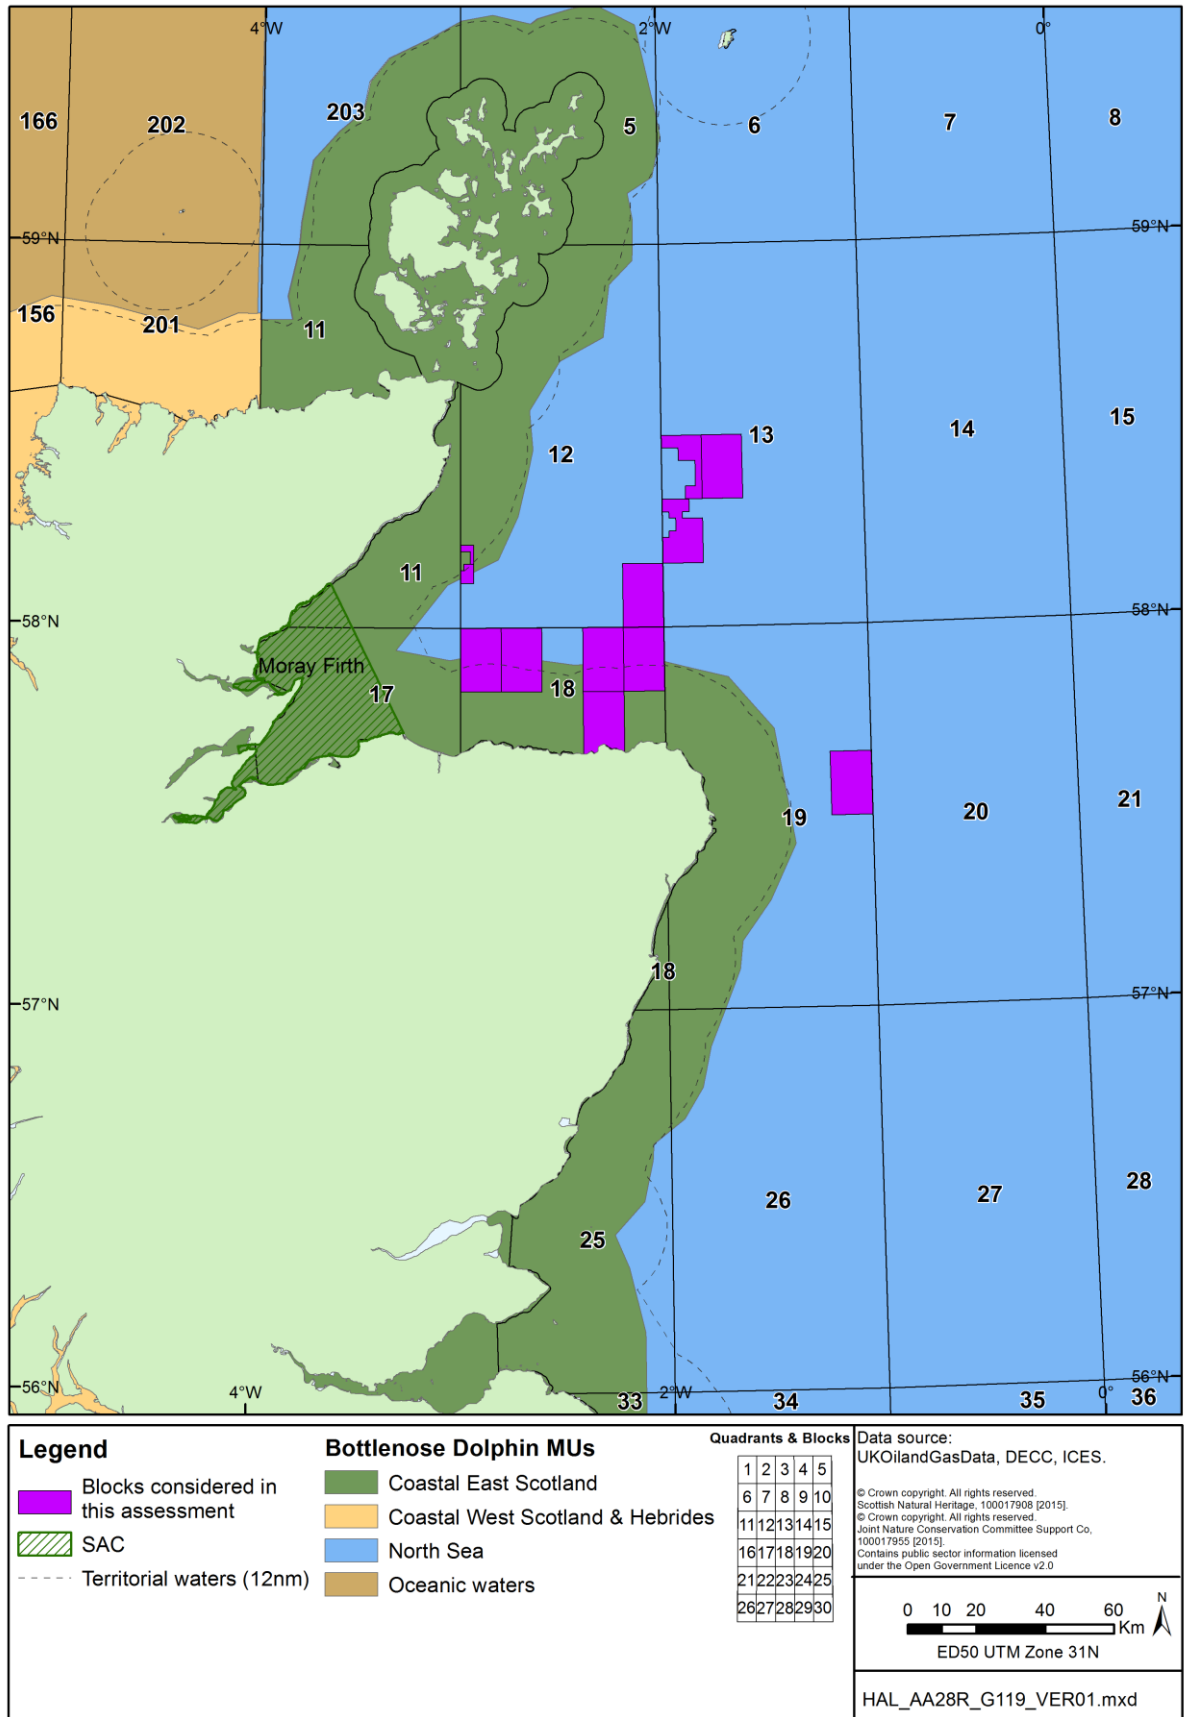 4°W
2°W
0°
203
166
202
5
6
7
8
59°N
59°N
156
201
11
13
14
15
12
11
58°N
58°N
Moray Firth
17
18
19
20
21
18
57°N
57°N
26
27
28
25
56°N
56°N
4°W
2°W
0°
33
34
35
36
Legend
Blocks considered in
this assessment
SAC
Territorial waters (12nm)
Bottlenose Dolphin MUs
Coastal East Scotland
Coastal West Scotland & Hebrides
North Sea
Oceanic waters
Quadrants & Blocks
1 2 3 4 5
6 7 8 9 10
11 12 13 14 15
16 17 18 19 20
21 22 23 24 25
26 27 28 29 30
Data source:
UKOilandGasData, DECC, ICES.
© Crown copyright. All rights reserved.
Scottish Natural Heritage, 100017908 [2015].
© Crown copyright. All rights reserved.
Joint Nature Conservation Committee Support Co,
100017955 [2015].
Contains public sector information licensed
under the Open Government Licence v2.0
0 10 20 40 60
Km
N
ED50 UTM Zone 31N
HAL_AA28R_G119_VER01.mxd